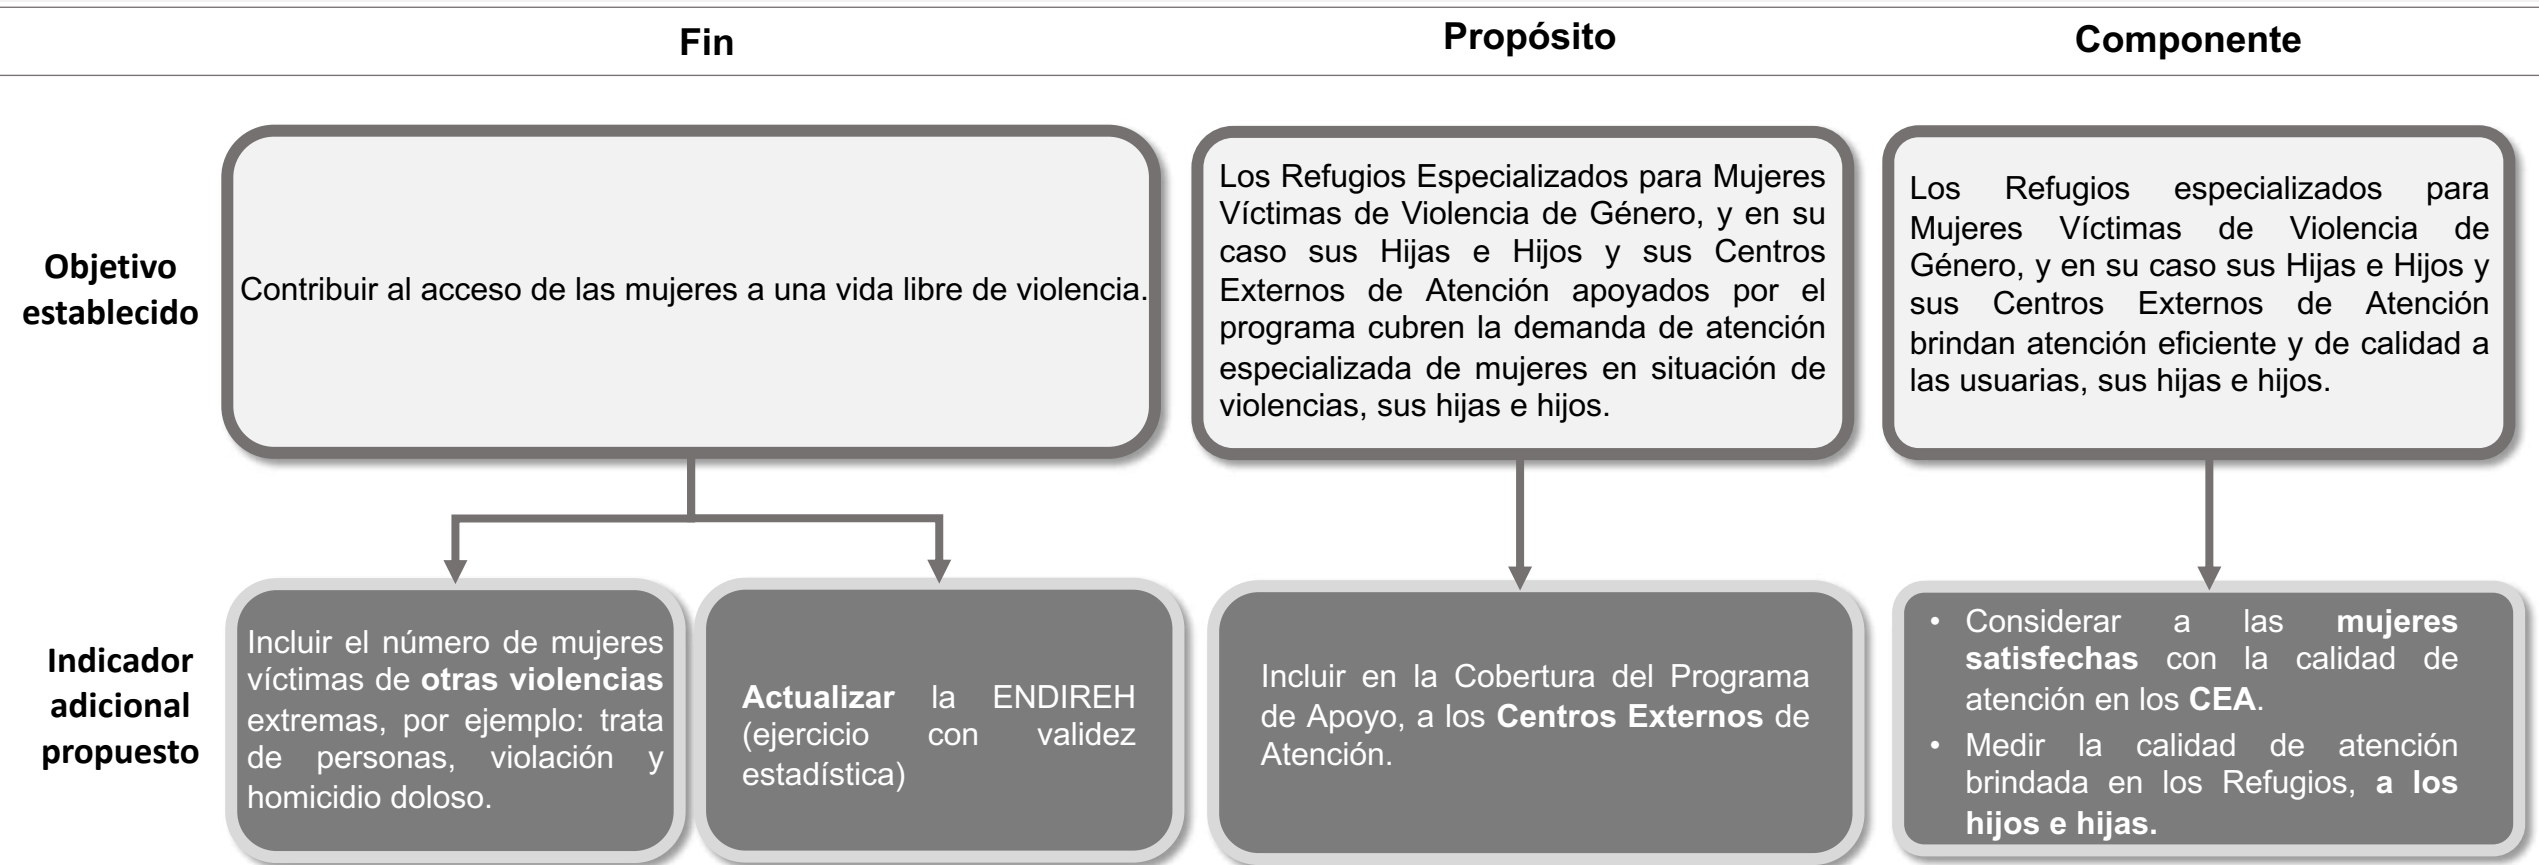 Fin
Propósito
Componente
Objetivo
establecido
Contribuir al acceso de las mujeres a una vida libre de violencia.
Los Refugios Especializados para Mujeres
Víctimas de Violencia de Género, y en su
caso sus Hijas e Hijos y sus Centros
Externos de Atención apoyados por el
programa cubren la demanda de atención
especializada de mujeres en situación de
violencias, sus hijas e hijos.
Los Refugios especializados para
Mujeres Víctimas de Violencia de
Género, y en su caso sus Hijas e Hijos y
sus Centros Externos de Atención
brindan atención eficiente y de calidad a
las usuarias, sus hijas e hijos.
Indicador
adicional
propuesto
Incluir el número de mujeres
víctimas de otras violencias
extremas, por ejemplo: trata
de personas, violación y
homicidio doloso.
Actualizar la ENDIREH
(ejercicio con validez
estadística)
Incluir en la Cobertura del Programa
de Apoyo, a los Centros Externos de
Atención.
• Considerar a las mujeres
satisfechas con la calidad de
atención en los CEA.
• Medir la calidad de atención
brindada en los Refugios, a los
hijos e hijas.